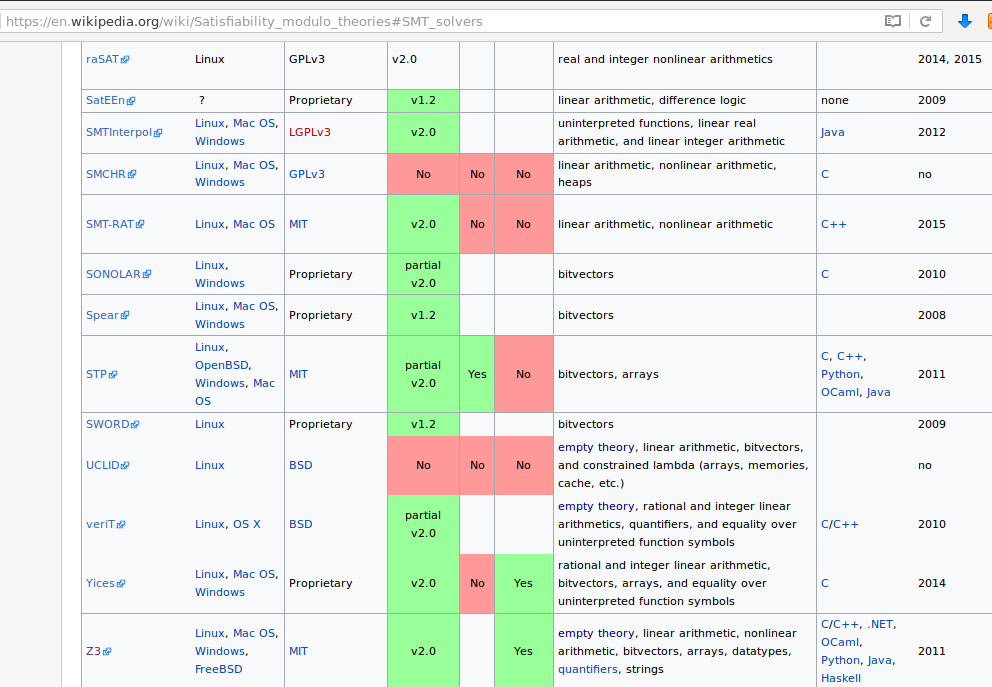 https://en.wikipedia.org/wiki/Satisfiability_modulo_theories#SMT_solvers
raSAT Linux GPLv3 v2.0 real and integer nonlinear arithmetics 2014, 2015
SatEEn ? Proprietary v1.2 linear arithmetic, difference logic none 2009
SMTInterpol Linux, Mac OS, Windows LGPLv3 v2.0 uninterpreted functions, linear real arithmetic, and linear integer arithmetic Java 2012
SMCHR Linux, Mac OS, Windows GPLv3 No No No linear arithmetic, nonlinear arithmetic, heaps C no
SMT-RAT Linux, Mac OS MIT v2.0 No No linear arithmetic, nonlinear arithmetic C++ 2015
SONOLAR Linux, Windows Proprietary partial v2.0 bitvectors C 2010
Spear Linux, Mac OS, Windows Proprietary v1.2 bitvectors 2008
STP Linux, OpenBSD, Windows, Mac OS MIT partial v2.0 Yes No bitvectors, arrays C, C++, Python, OCaml, Java 2011
SWORD Linux Proprietary v1.2 bitvectors 2009
UCLID Linux BSD No No No empty theory, linear arithmetic, bitvectors, and constrained lambda (arrays, memories, cache, etc.) no
veriT Linux, OS X BSD partial v2.0 empty theory, rational and integer linear arithmetics, quantifiers, and equality over uninterpreted function symbols C/C++ 2010
Yices Linux, Mac OS, Windows Proprietary v2.0 No Yes rational and integer linear arithmetic, bitvectors, arrays, and equality over uninterpreted function symbols C 2014
Z3 Linux, Mac OS, Windows, FreeBSD MIT v2.0 Yes empty theory, linear arithmetic, nonlinear arithmetic, bitvectors, arrays, datatypes, quantifiers, strings C/C++, .NET, OCaml, Python, Java, Haskell 2011